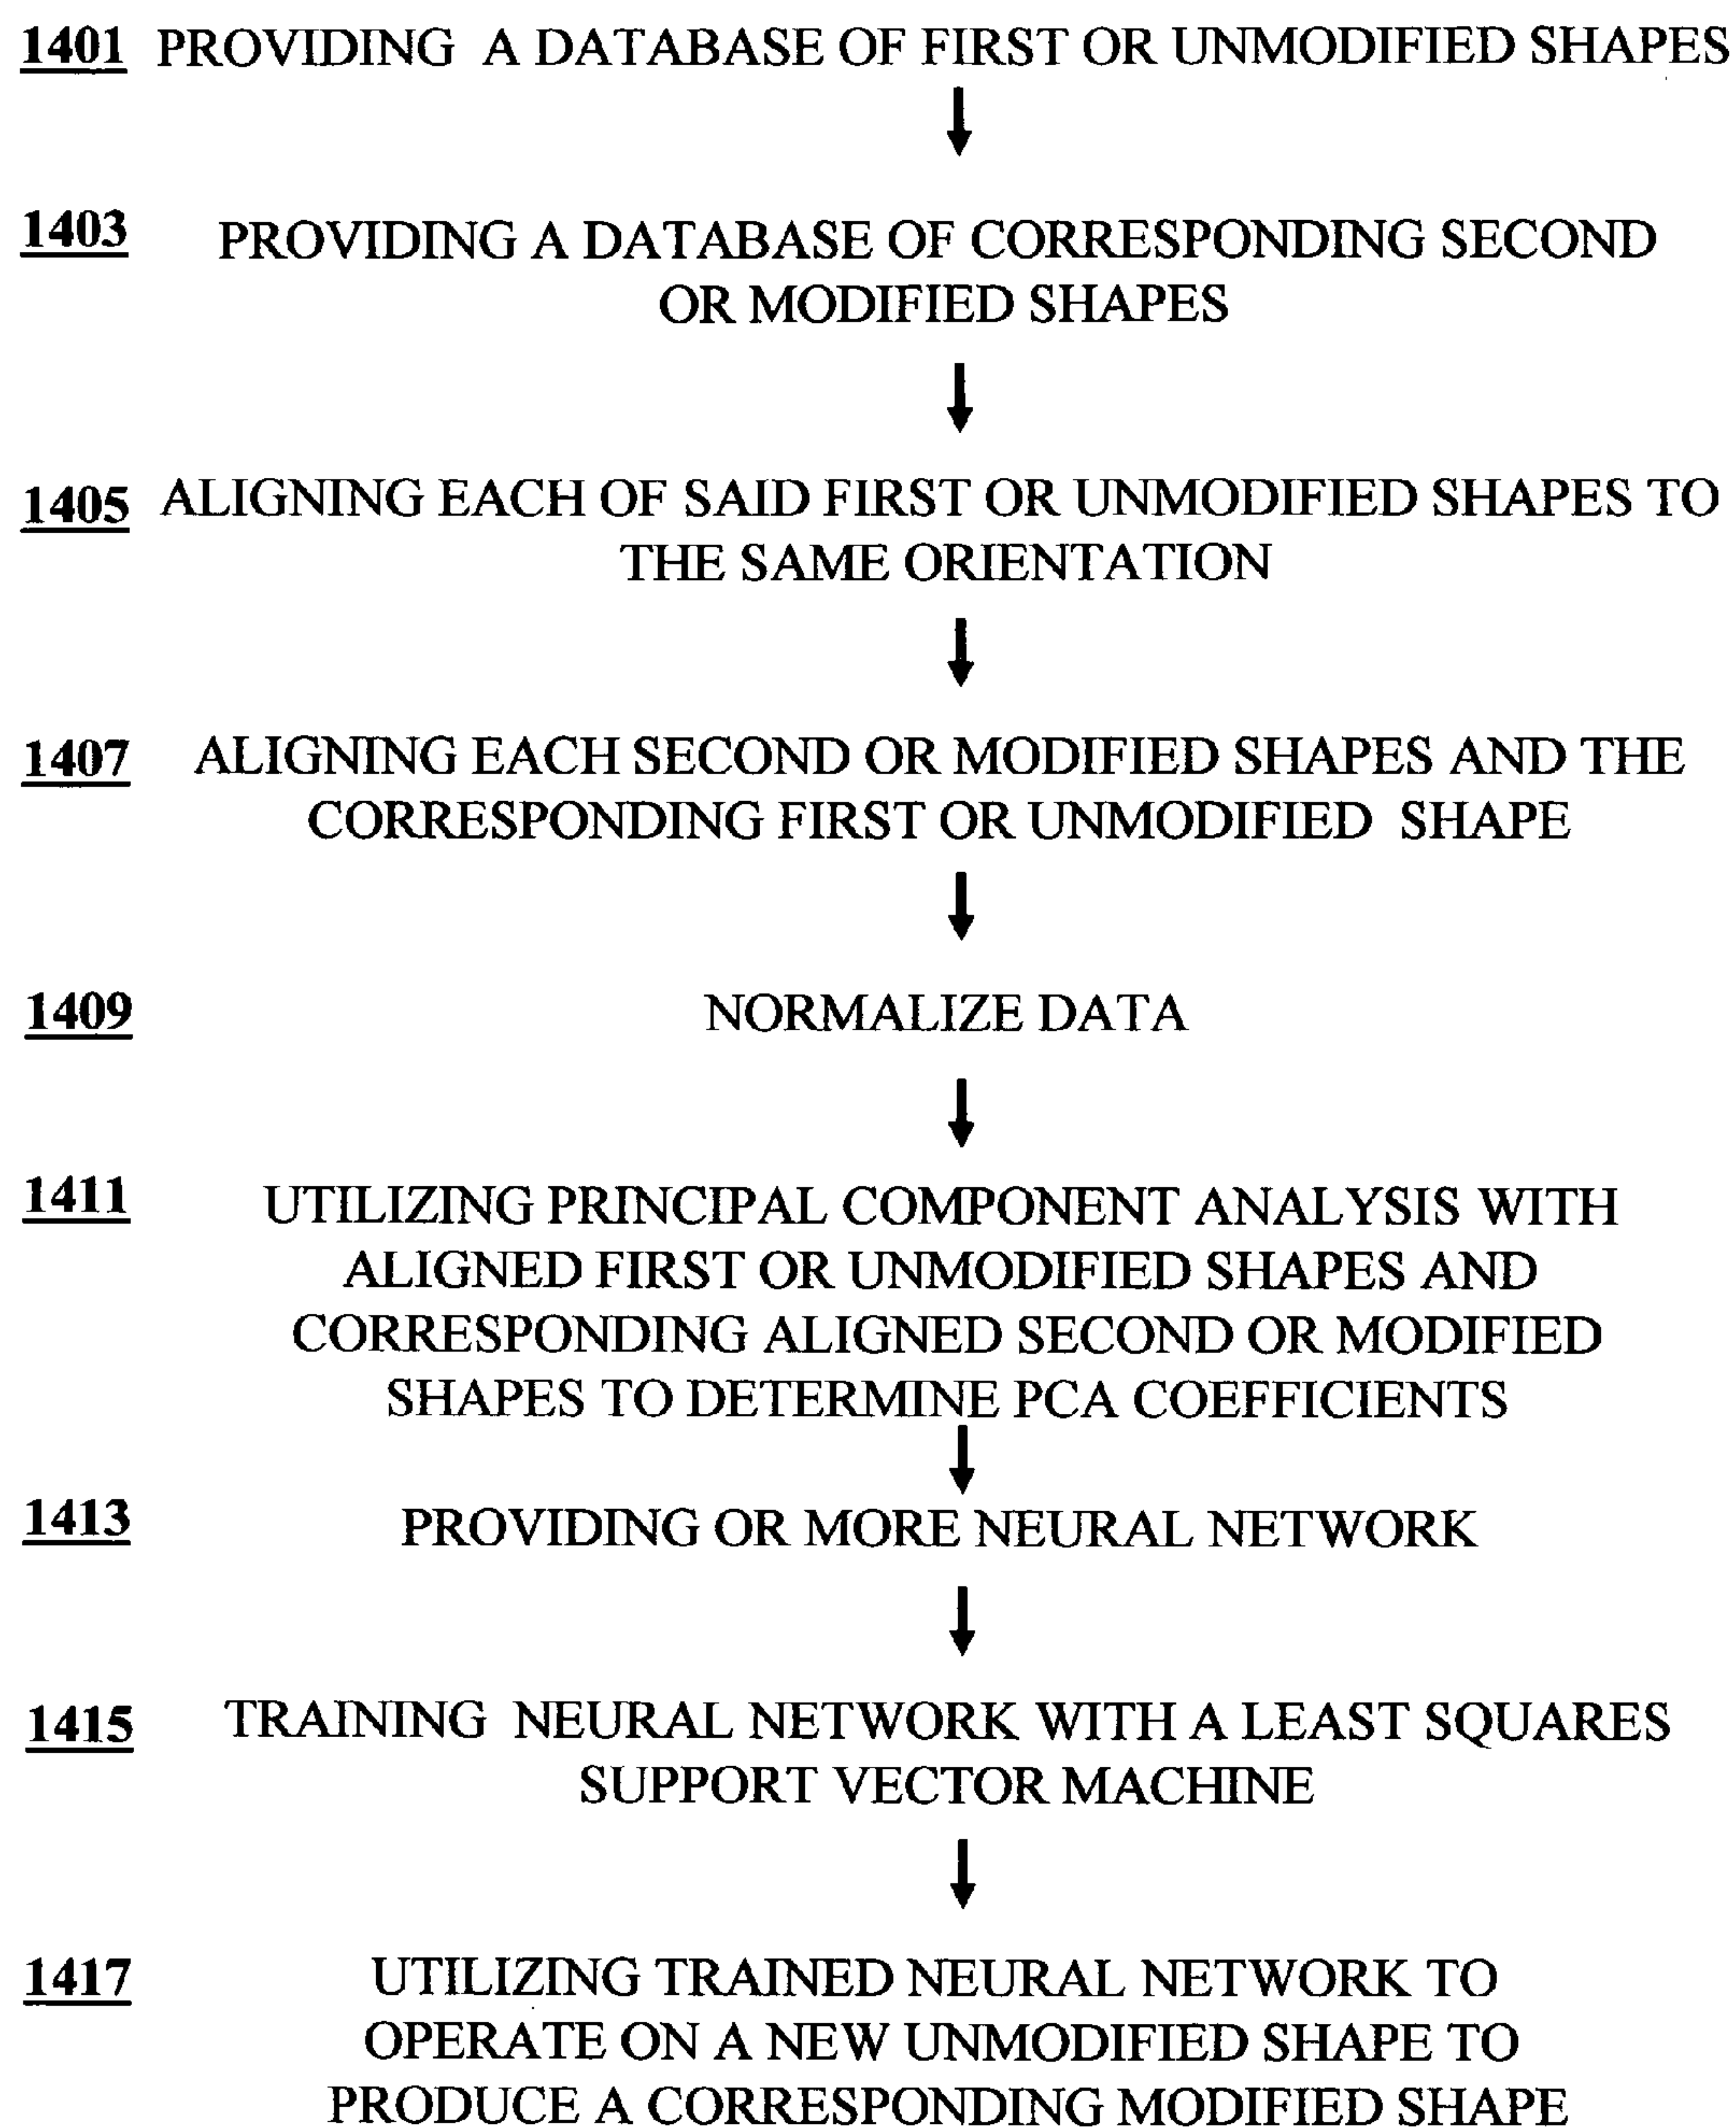 1401 PROVIDING A DATABASE OF FIRST OR UNMODIFIED SHAPES
1403 PROVIDING A DATABASE OF CORRESPONDING SECOND
OR MODIFIED SHAPES
1405 ALIGNING EACH OF SAID FIRST OR UNMODIFIED SHAPES TO
THE SAME ORIENTATION
1407 ALIGNING EACH SECOND OR MODIFIED SHAPES AND THE
CORRESPONDING FIRST OR UNMODIFIED SHAPE
1409 NORMALIZE DATA
1411 UTILIZING PRINCIPAL COMPONENT ANALYSIS WITH
ALIGNED FIRST OR UNMODIFIED SHAPES AND
CORRESPONDING ALIGNED SECOND OR MODIFIED
SHAPES TO DETERMINE PCA COEFFICIENTS
1413 PROVIDING OR MORE NEURAL NETWORK
1415 TRAINING NEURAL NETWORK WITH A LEAST SQUARES
SUPPORT VECTOR MACHINE
1417 UTILIZING TRAINED NEURAL NETWORK TO
OPERATE ON A NEW UNMODIFIED SHAPE TO
PRODUCE A CORRESPONDING MODIFIED SHAPE